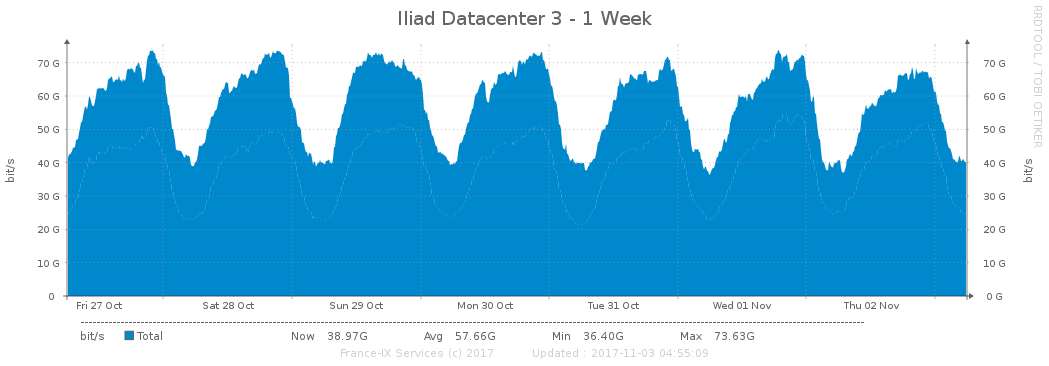 Iliad Datacenter 3 - 1 Week
RRDTOOL / TOBI OETIKER
bit/s
70 G
60 G
50 G
40 G
30 G
20 G
10 G
0
70 G
60 G
50 G
40 G
30 G
20 G
10 G
0 G
bit/s
Fri 27 Oct Sat 28 Oct Sun 29 Oct Mon 30 Oct Tue 31 Oct Wed 01 Nov Thu 02 Nov
bit/s Total Now 38.97G Avg 57.66G Min 36.40G Max 73.63G
France-IX Services (c) 2017 Updated : 2017-11-03 04:55:09